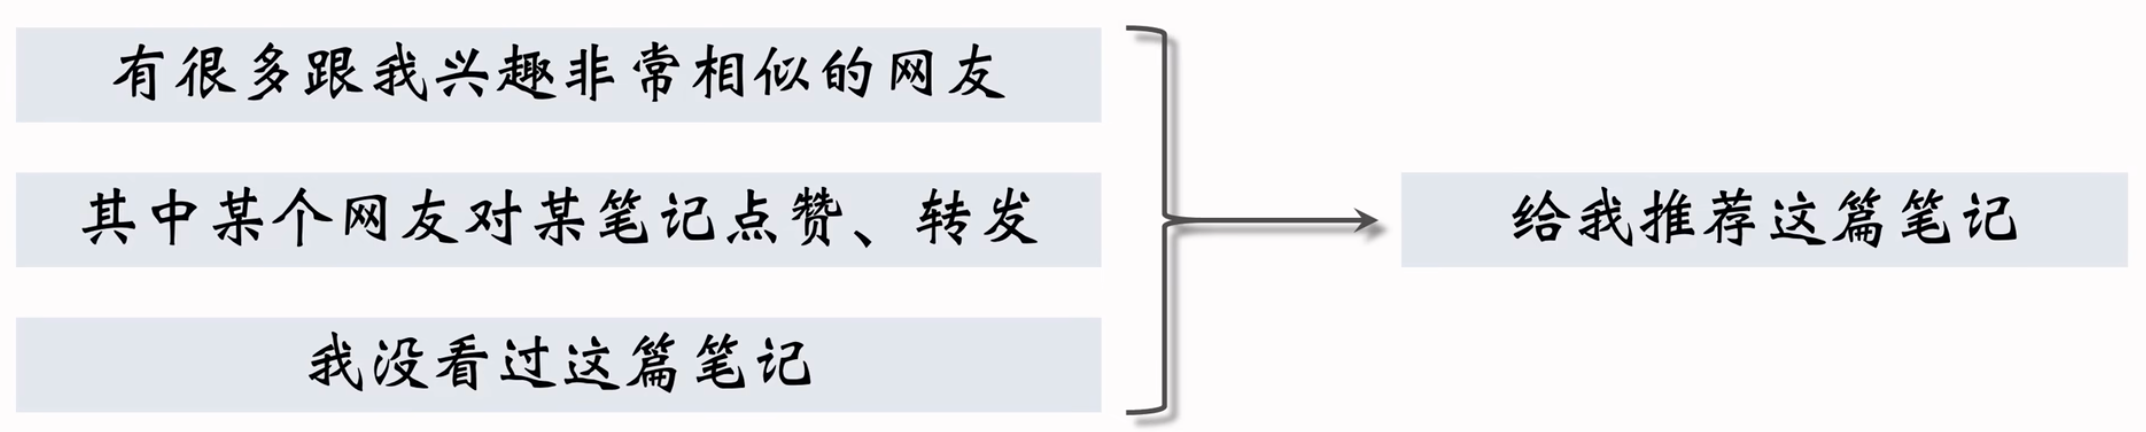 有很多跟我兴趣非常相似的网友
其中某个网友对某笔记点赞、转发
我没看过这篇笔记
给我推荐这篇笔记